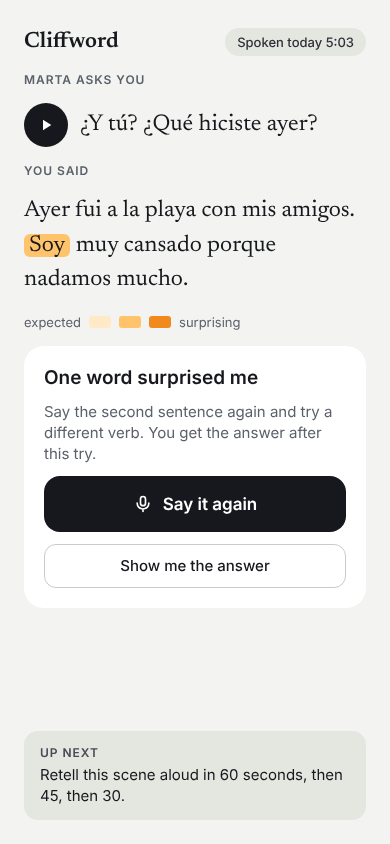 Cliffword
Spoken today 5:03
MARTA ASKS YOU
¿Y tú? ¿Qué hiciste ayer?
YOU SAID
Ayer fui a la playa con mis amigos.
Soy muy cansado porque
nadamos mucho.
expected surprising
One word surprised me
Say the second sentence again and try a
different verb. You get the answer after
this try.
Say it again
Show me the answer
UP NEXT
Retell this scene aloud in 60 seconds, then
45, then 30.